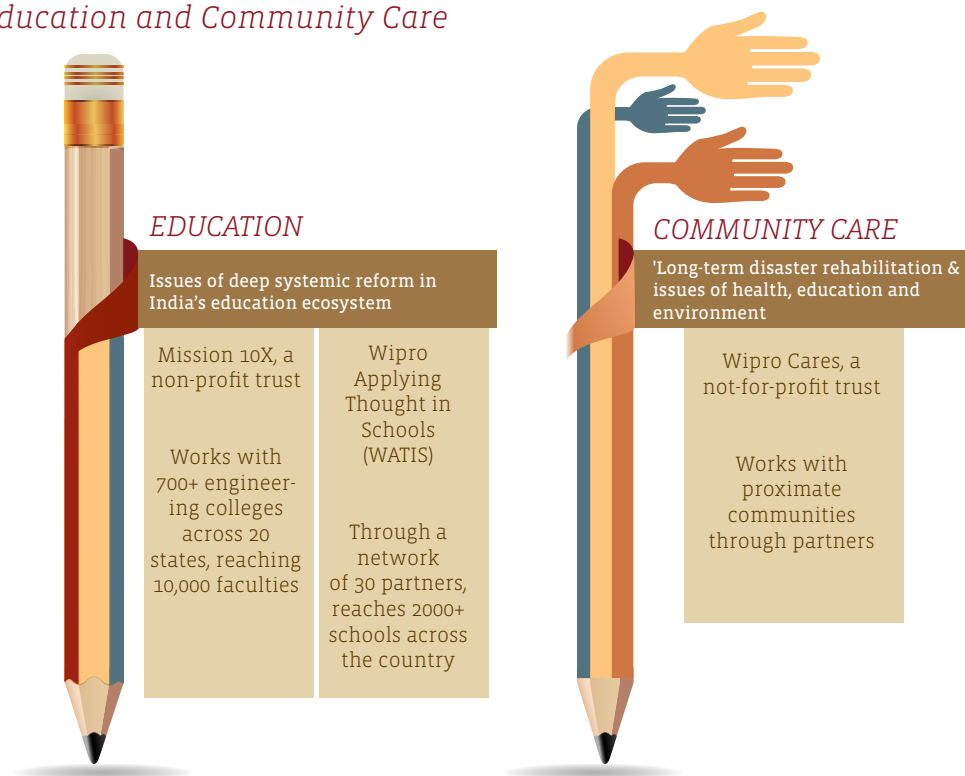 ducation and Community Care
EDUCATION
Issues of deep systemic reform in
India's education ecosystem
Mission 10X, a
non-profit trust
Works with
700+ engineer-
ing colleges
across 20
states, reaching
10,000 faculties
Wipro
Applying
Thought in
Schools
(WATIS)
Through a
network
of 30 partners,
reaches 2000+
schools across
the country
COMMUNITY CARE
'Long-term disaster rehabilitation &
issues of health, education and
environment
Wipro Cares, a
not-for-profit trust
Works with
proximate
communities
through partners